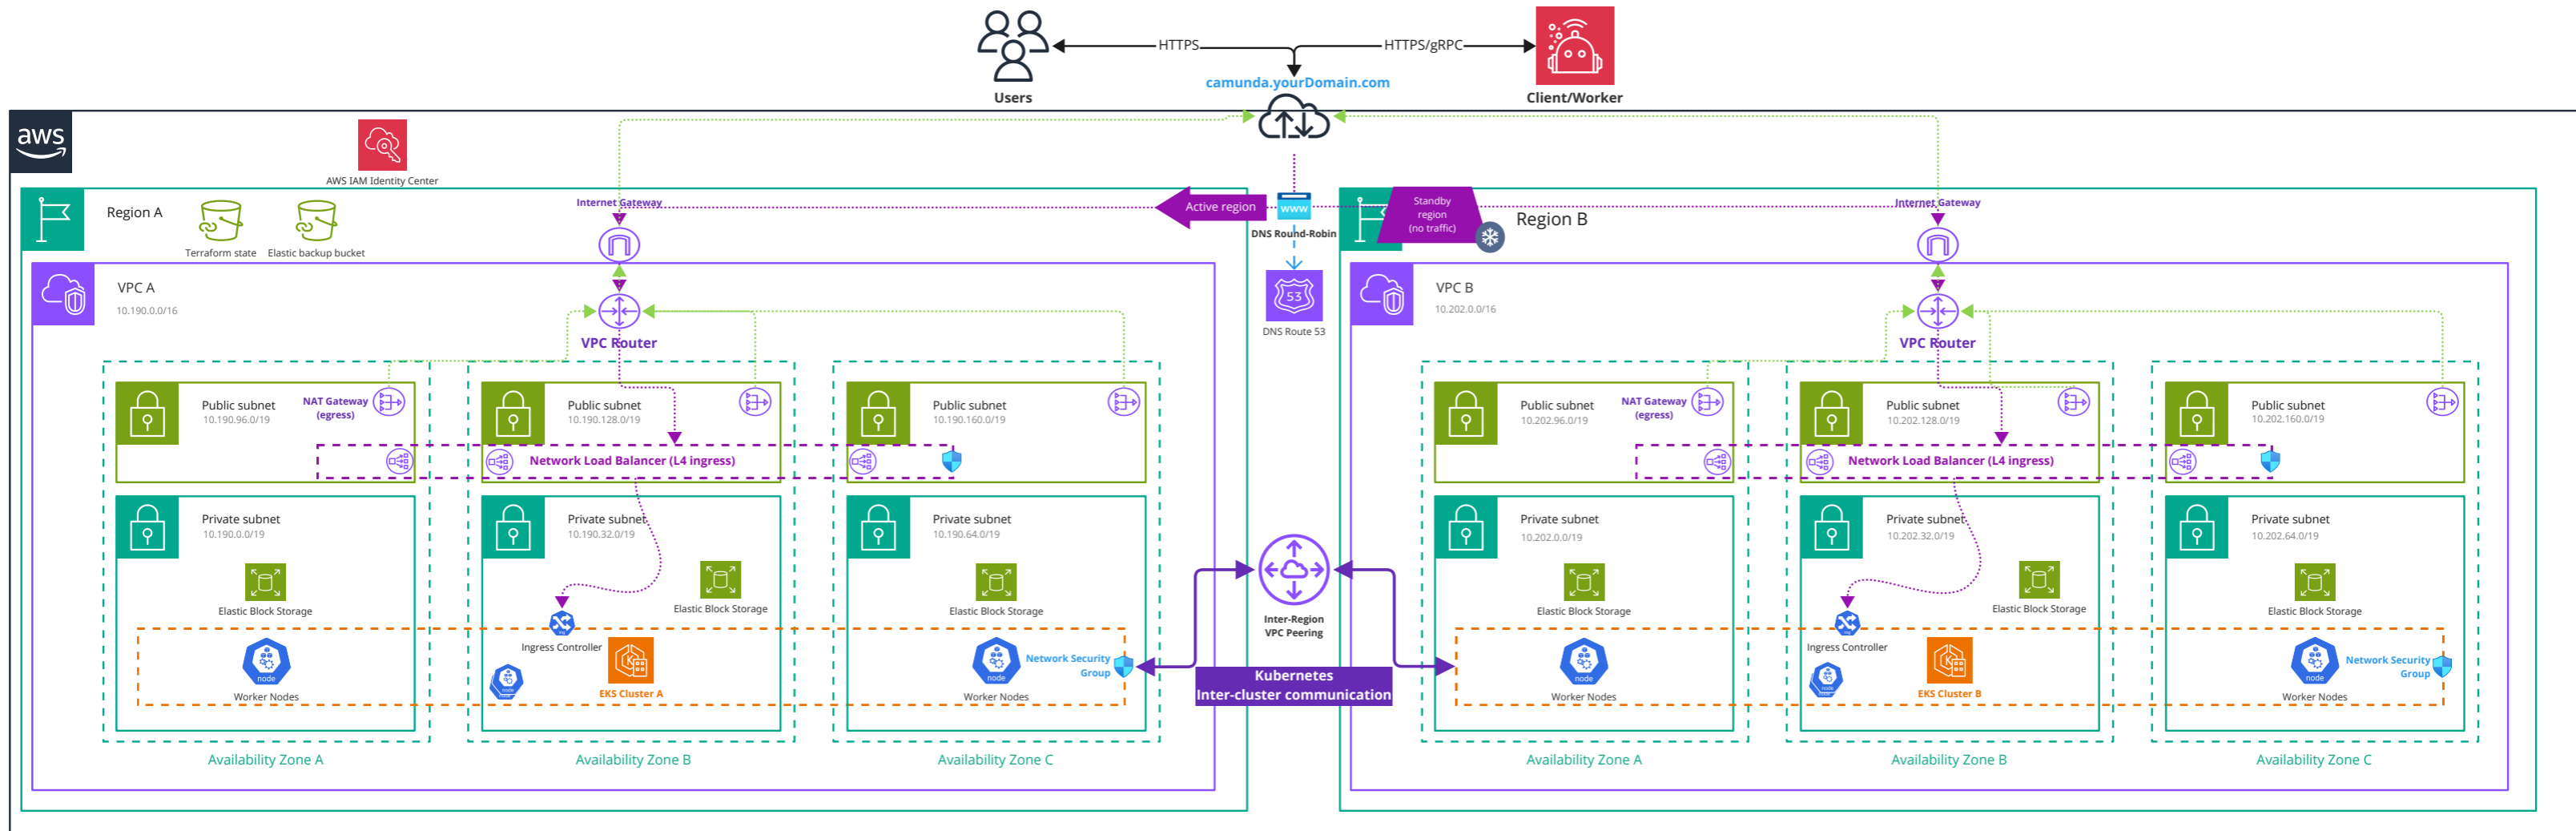 HTTPS
HTTPS/gRPC
camunda.yourDomain.com
Users
Client/Worker
aws
AWS IAM Identity Center
Region A
Terraform state
Elastic backup bucket
Internet Gateway
Active region
www
DNS Round-Robin
Standby
region
(no traffic)
Region B
Internet Gateway
53
DNS Route 53
VPC A
10.190.0.0/16
VPC Router
Public subnet
10.190.96.0/19
NAT Gateway
(egress)
Public subnet
10.190.128.0/19
Public subnet
10.190.160.0/19
Network Load Balancer (L4 ingress)
Private subnet
10.190.0.0/19
Private subnet
10.190.32.0/19
Private subnet
10.190.64.0/19
Elastic Block Storage
Elastic Block Storage
Elastic Block Storage
Ingress Controller
node
Worker Nodes
node
EKS Cluster A
node
Worker Nodes
Network Security
Group
Availability Zone A
Availability Zone B
Availability Zone C
Inter-Region
VPC Peering
Kubernetes
Inter-cluster communication
VPC B
10.202.0.0/16
VPC Router
Public subnet
10.202.96.0/19
NAT Gateway
(egress)
Public subnet
10.202.128.0/19
Public subnet
10.202.160.0/19
Network Load Balancer (L4 ingress)
Private subnet
10.202.0.0/19
Private subnet
10.202.32.0/19
Private subnet
10.202.64.0/19
Elastic Block Storage
Elastic Block Storage
Elastic Block Storage
Ingress Controller
node
Worker Nodes
node
EKS Cluster B
node
Worker Nodes
Network Security
Group
Availability Zone A
Availability Zone B
Availability Zone C